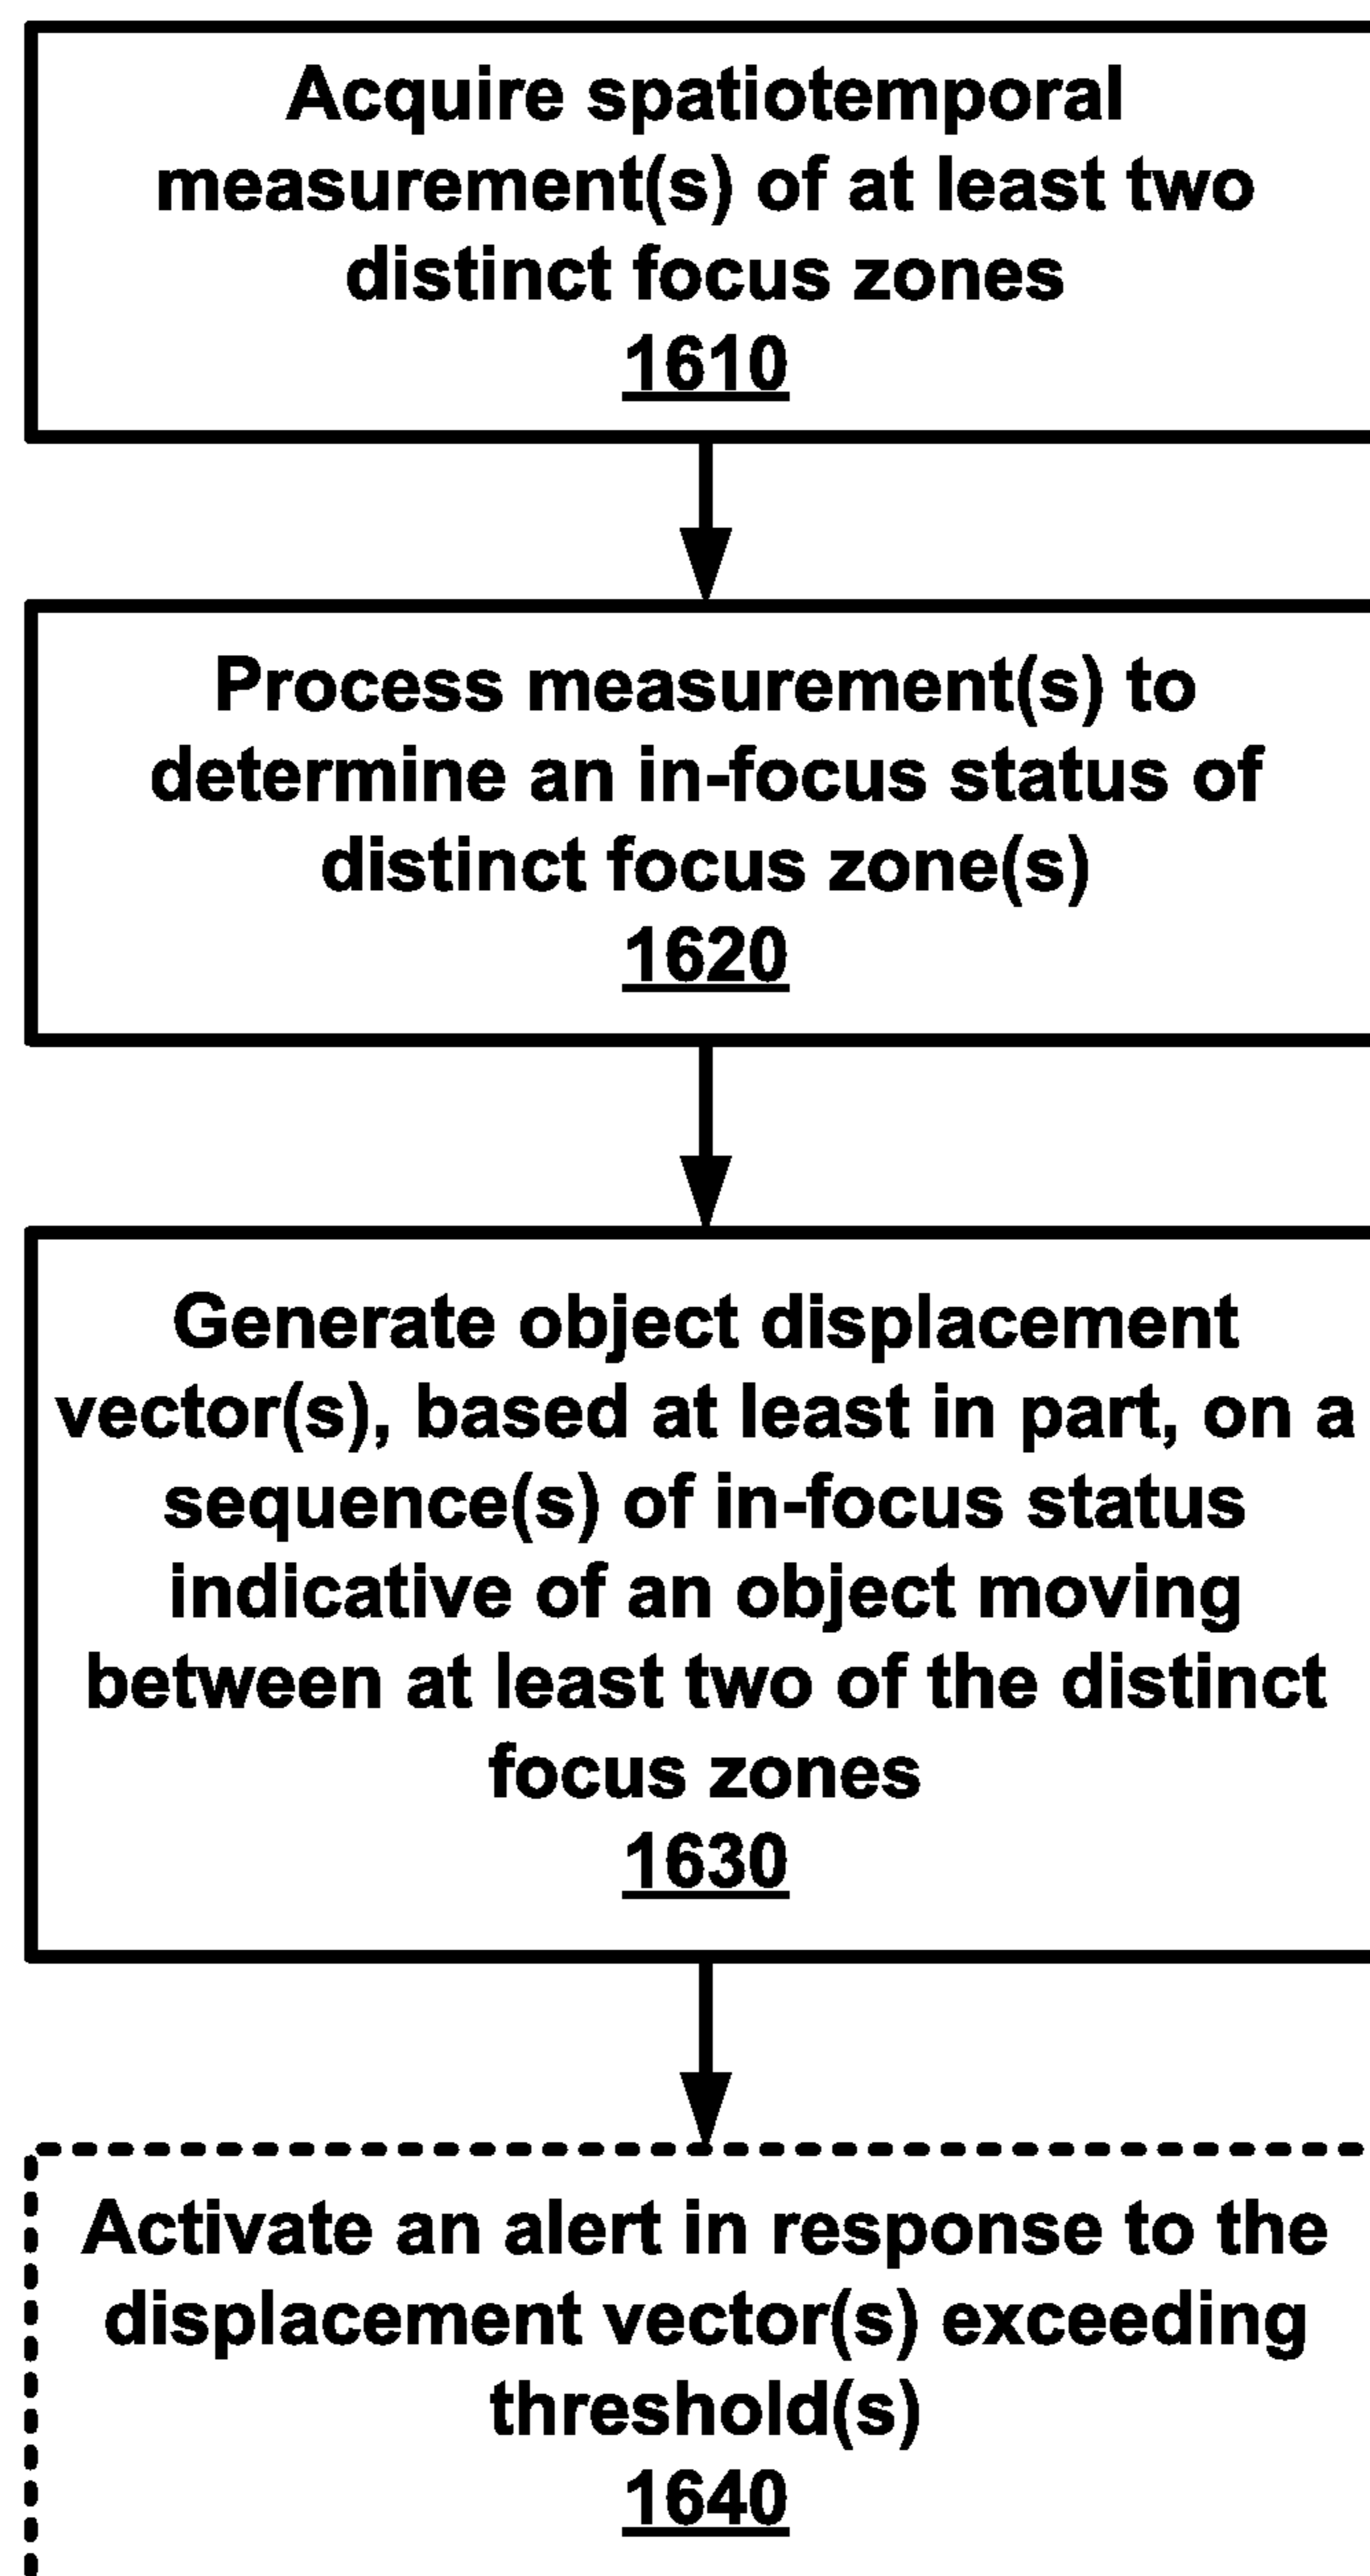 Acquire spatiotemporal
measurement(s) of at least two
distinct focus zones
1610
Process measurement(s) to
determine an in-focus status of
distinct focus zone(s)
1620
Generate object displacement
vector(s), based at least in part, on a
sequence(s) of in-focus status
indicative of an object moving
between at least two of the distinct
focus zones
1630
Activate an alert in response to the
displacement vector(s) exceeding
threshold(s)
1640